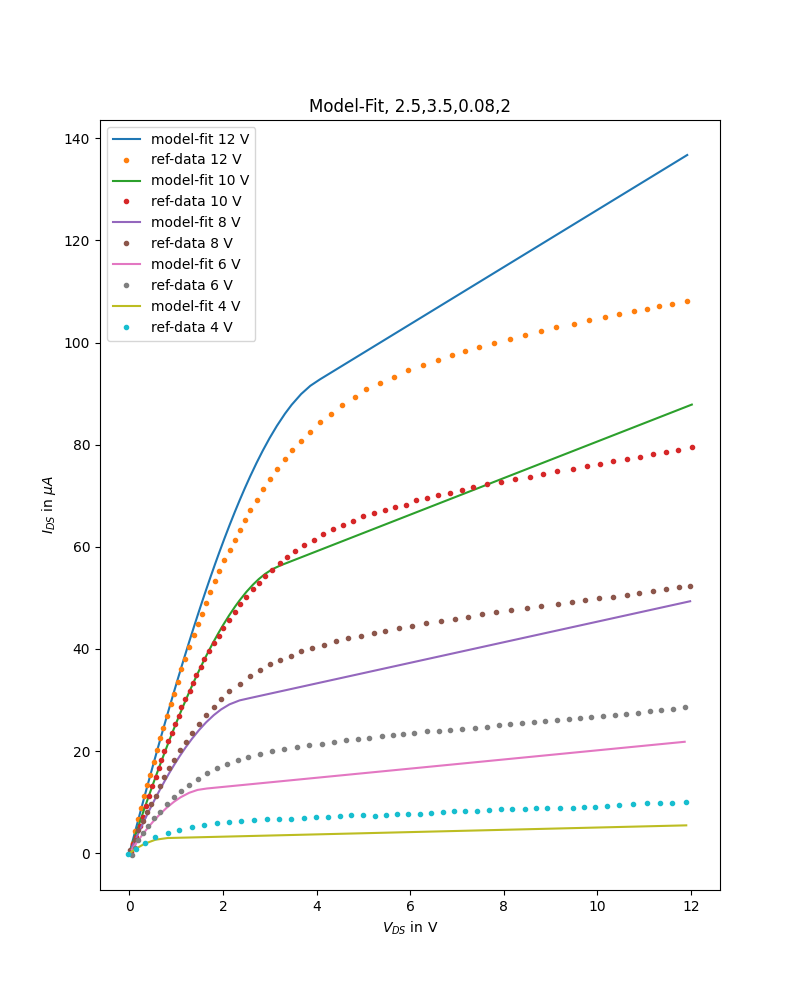 Model-Fit, 2.5,3.5,0.08,2
model-fit 12 V
ref-data 12 V
model-fit 10 V
ref-data 10 V
model-fit 8 V
ref-data 8 V
model-fit 6 V
ref-data 6 V
model-fit 4 V
ref-data 4 V
140
120
100
80
60
40
20
0
I_DS in μA
0 2 4 6 8 10 12
V_DS in V